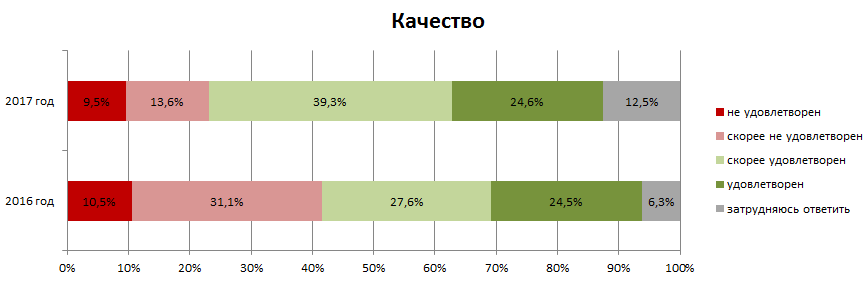 Качество
2017 год
9,5%
13,6%
39,3%
24,6%
12,5%
2016 год
10,5%
31,1%
27,6%
24,5%
6,3%
0%
10%
20%
30%
40%
50%
60%
70%
80%
90%
100%
не удовлетворен
скорее не удовлетворен
скорее удовлетворен
удовлетворен
затрудняюсь ответить